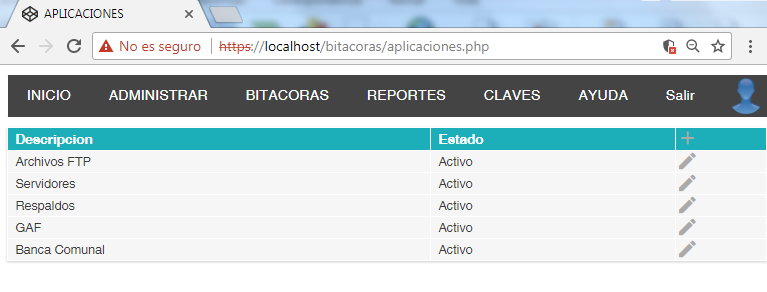 APLICACIONES
No es seguro https://localhost/bitacoras/aplicaciones.php
INICIO ADMINISTRAR BITACORAS REPORTES CLAVES AYUDA Salir
Descripcion Estado
Archivos FTP Activo
Servidores Activo
Respaldos Activo
GAF Activo
Banca Comunal Activo